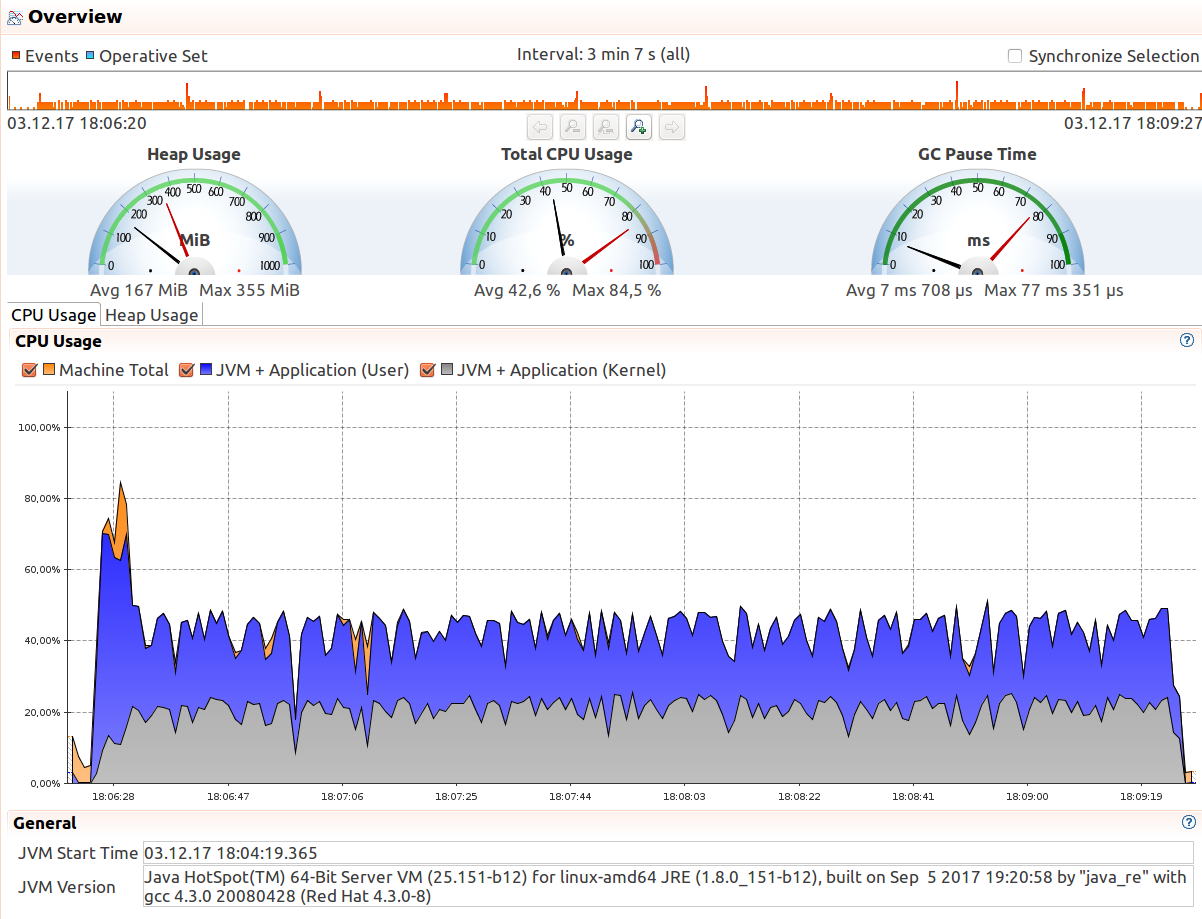 Overview
Events Operative Set Interval: 3 min 7 s (all) Synchronize Selection
03.12.17 18:06:20 03.12.17 18:09:27
Heap Usage Total CPU Usage GC Pause Time
0 100 200 300 400 500 600 700 800 900 1000 MiB
0 10 20 30 40 50 60 70 80 90 100 %
0 10 20 30 40 50 60 70 80 90 100 ms
Avg 167 MiB Max 355 MiB Avg 42,6 % Max 84,5 % Avg 7 ms 708 µs Max 77 ms 351 µs
CPU Usage Heap Usage
CPU Usage
Machine Total JVM + Application (User) JVM + Application (Kernel)
100,00%
80,00%
60,00%
40,00%
20,00%
0,00%
18:06:28 18:06:47 18:07:06 18:07:25 18:07:44 18:08:03 18:08:22 18:08:41 18:09:00 18:09:19
General
JVM Start Time 03.12.17 18:04:19.365
JVM Version Java HotSpot(TM) 64-Bit Server VM (25.151-b12) for linux-amd64 JRE (1.8.0_151-b12), built on Sep 5 2017 19:20:58 by "java_re" with
gcc 4.3.0 20080428 (Red Hat 4.3.0-8)